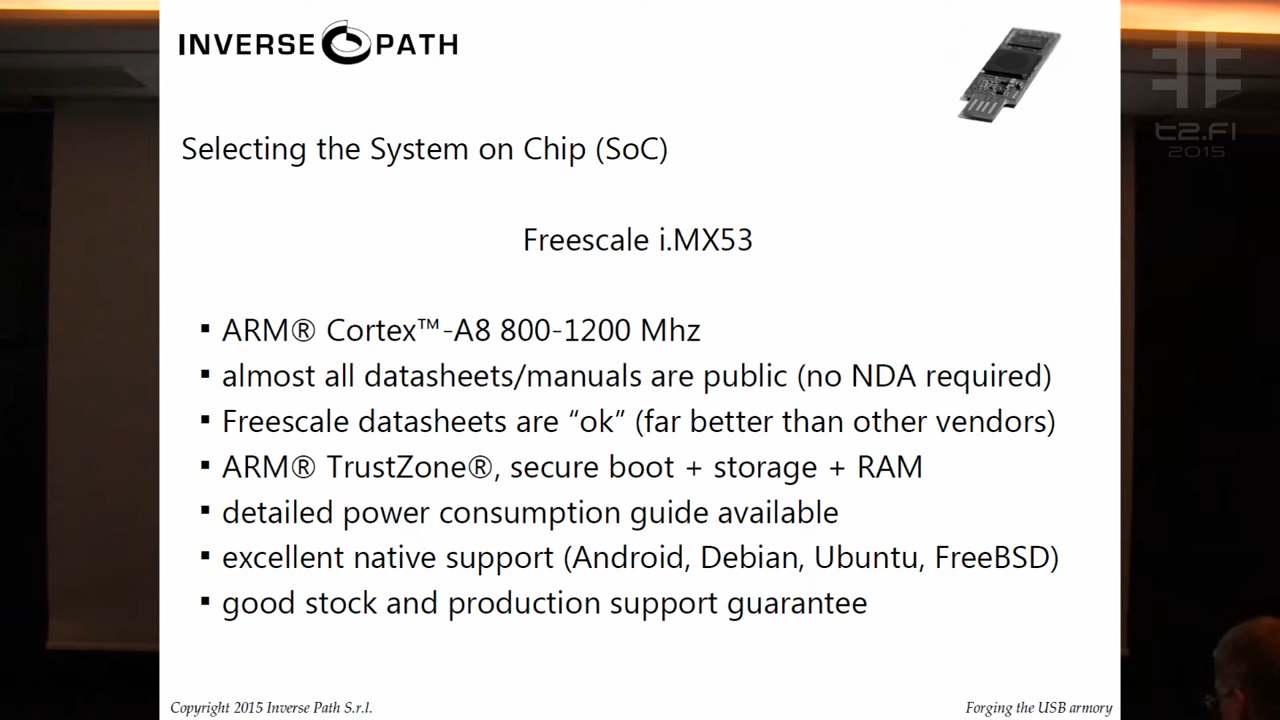 INVERSE PATH
t2.FI
2015
Selecting the System on Chip (SoC)
Freescale i.MX53
▪ ARM® Cortex™-A8 800-1200 Mhz
▪ almost all datasheets/manuals are public (no NDA required)
▪ Freescale datasheets are “ok” (far better than other vendors)
▪ ARM® TrustZone®, secure boot + storage + RAM
▪ detailed power consumption guide available
▪ excellent native support (Android, Debian, Ubuntu, FreeBSD)
▪ good stock and production support guarantee
Copyright 2015 Inverse Path S.r.l.
Forging the USB armory